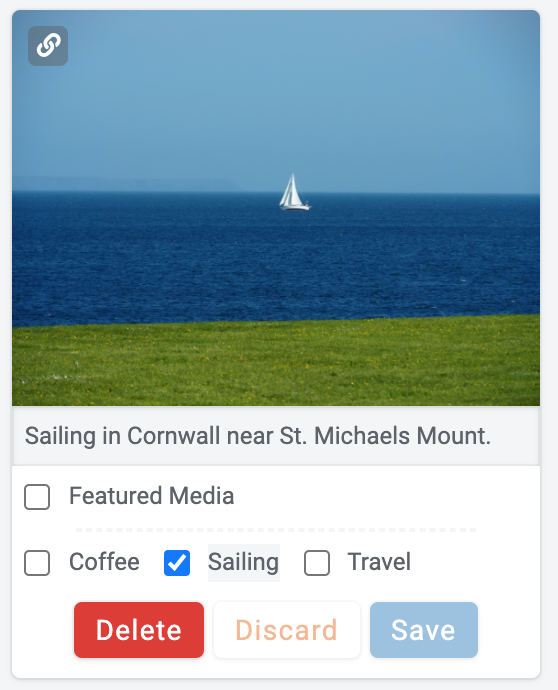 Sailing in Cornwall near St. Michaels Mount.
Featured Media
Coffee Sailing Travel
Delete Discard Save